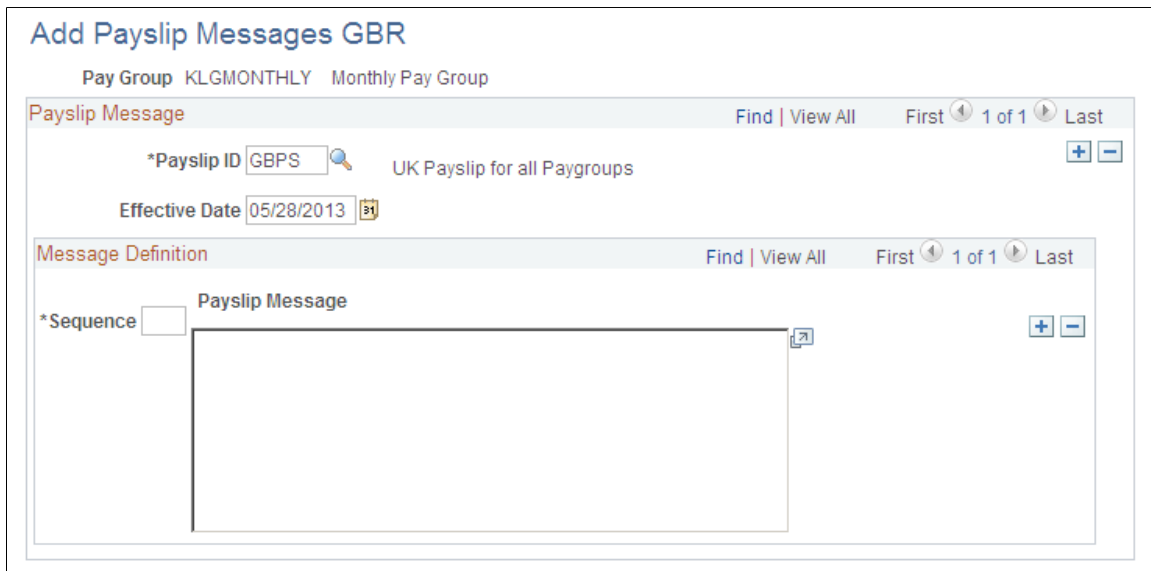 Add Payslip Messages GBR
Pay Group KLGMONTHLY Monthly Pay Group
Payslip Message Find | View All First 1 of 1 Last
*Payslip ID GBPS UK Payslip for all Paygroups
Effective Date 05/28/2013 31
Message Definition Find | View All First 1 of 1 Last
Payslip Message
*Sequence